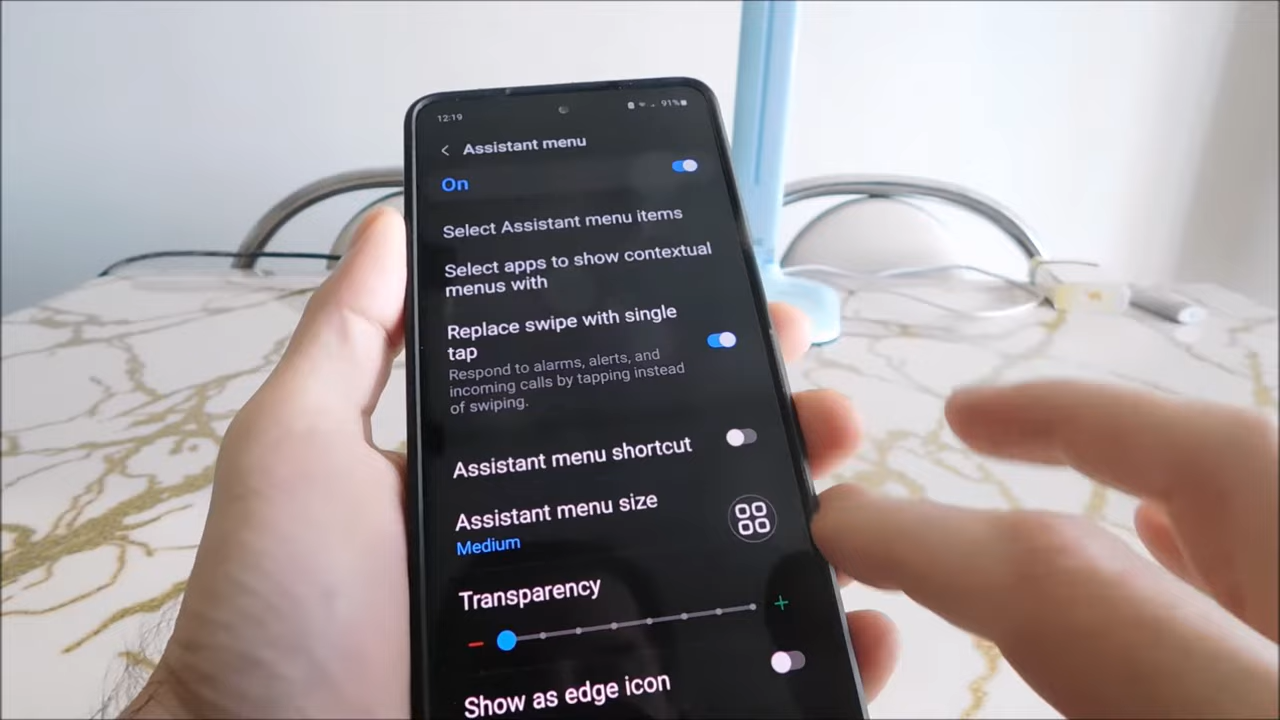 12:19
91%
Assistant menu
On
Select Assistant menu items
Select apps to show contextual
menus with
Replace swipe with single
tap
Respond to alarms, alerts, and
incoming calls by tapping instead
of swiping.
Assistant menu shortcut
Assistant menu size
Medium
Transparency
Show as edge icon